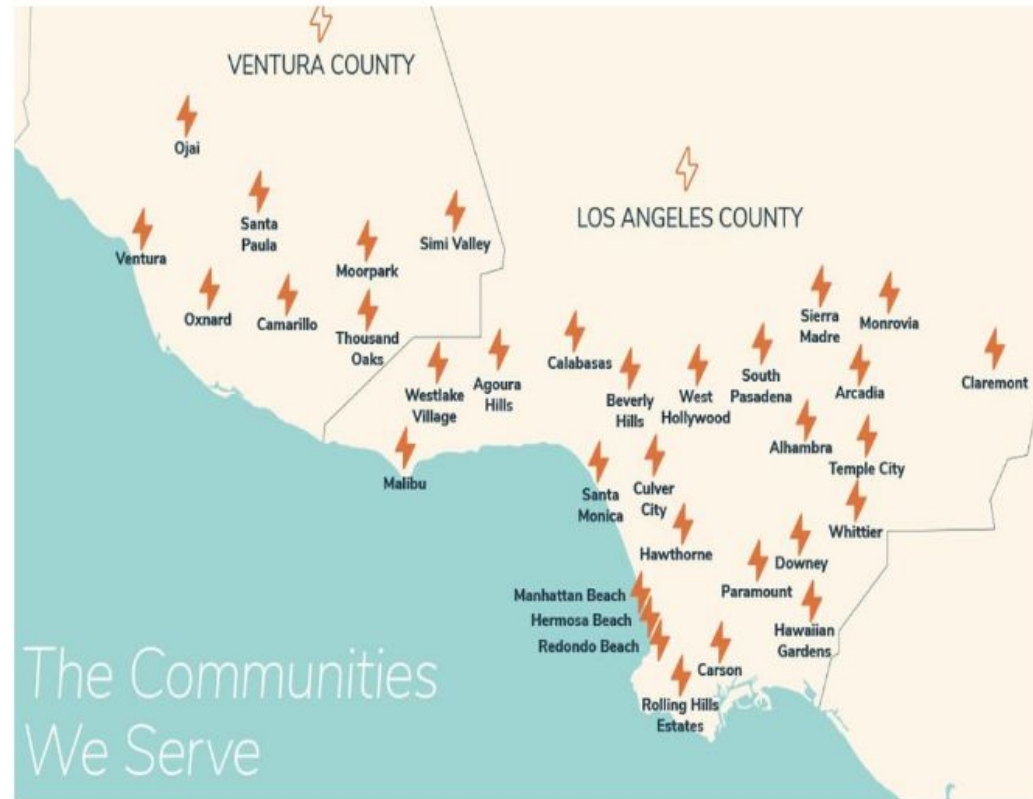 VENTURA COUNTY
Ojai
Santa
Paula
Simi Valley
Ventura
Moorpark
Oxnard
Camarillo
Thousand
Oaks
LOS ANGELES COUNTY
Sierra
Madre
Monrovia
Calabasas
South
Pasadena
Claremont
Westlake
Village
Agoura
Hills
Beverly
Hills
West
Hollywood
Arcadia
Alhambra
Temple City
Malibu
Santa
Monica
Culver
City
Whittier
Hawthorne
Downey
Paramount
Manhattan Beach
Hermosa Beach
Redondo Beach
Hawaiian
Gardens
Carson
Rolling Hills
Estates
The Communities
We Serve